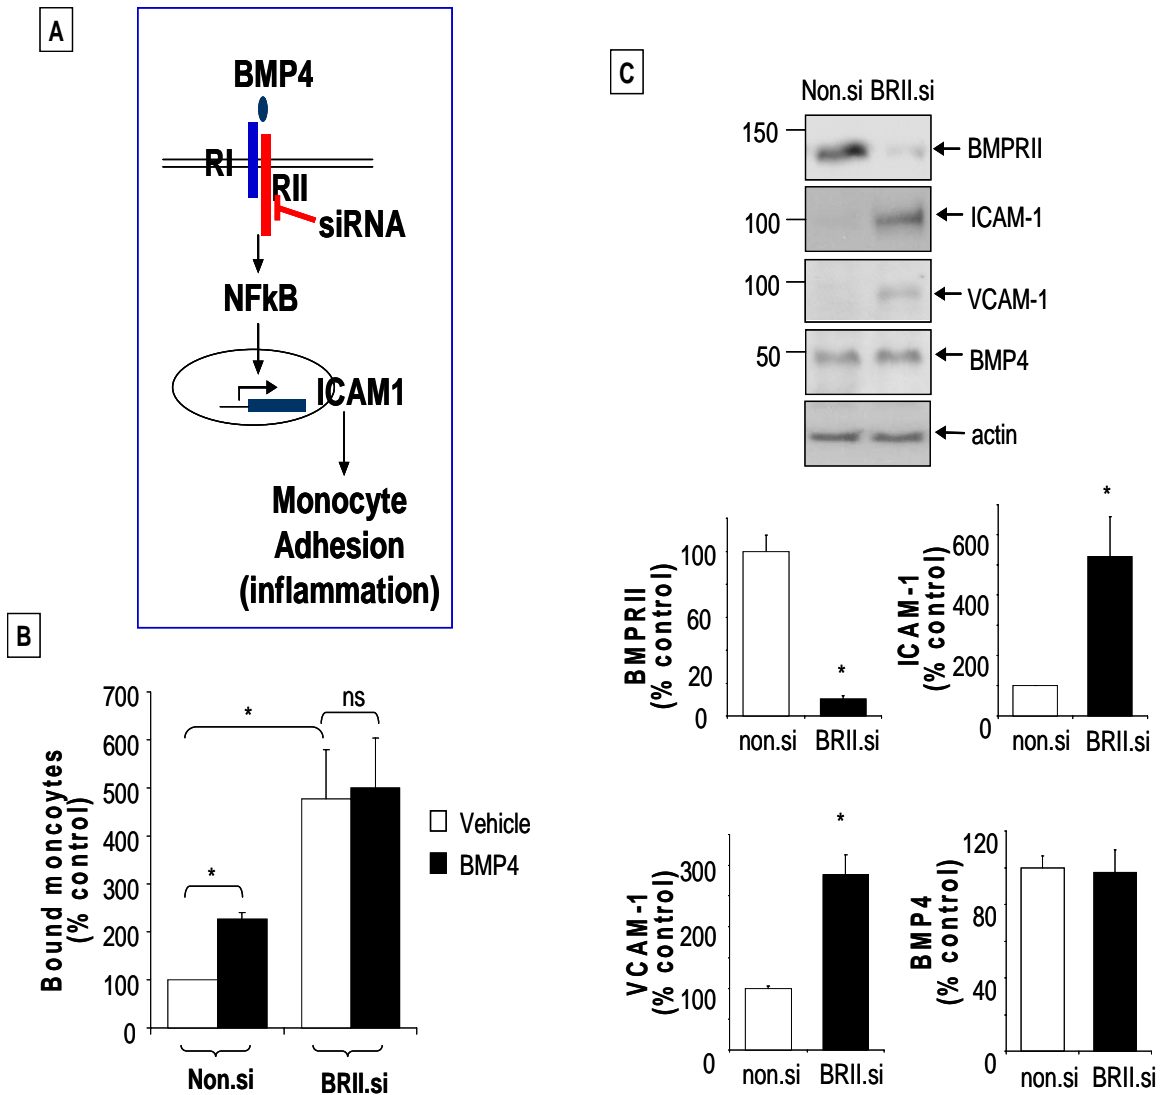 A
BMP4
RI
RII
siRNA
NFkB
ICAM1
Monocyte
Adhesion
(inflammation)
B
Bound moncoytes
(% control)
700
600
500
400
300
200
100
0
*
*
ns
Vehicle
BMP4
Non.si
BRII.si
C
Non.si BRII.si
150
BMPRII
100
ICAM-1
100
VCAM-1
50
BMP4
actin
BMPRII
(% control)
100
60
20
0
*
non.si
BRII.si
ICAM-1
(% control)
600
400
200
0
*
non.si
BRII.si
VCAM-1
(% control)
300
200
100
0
*
non.si
BRII.si
BMP4
(% control)
120
80
40
0
non.si
BRII.si